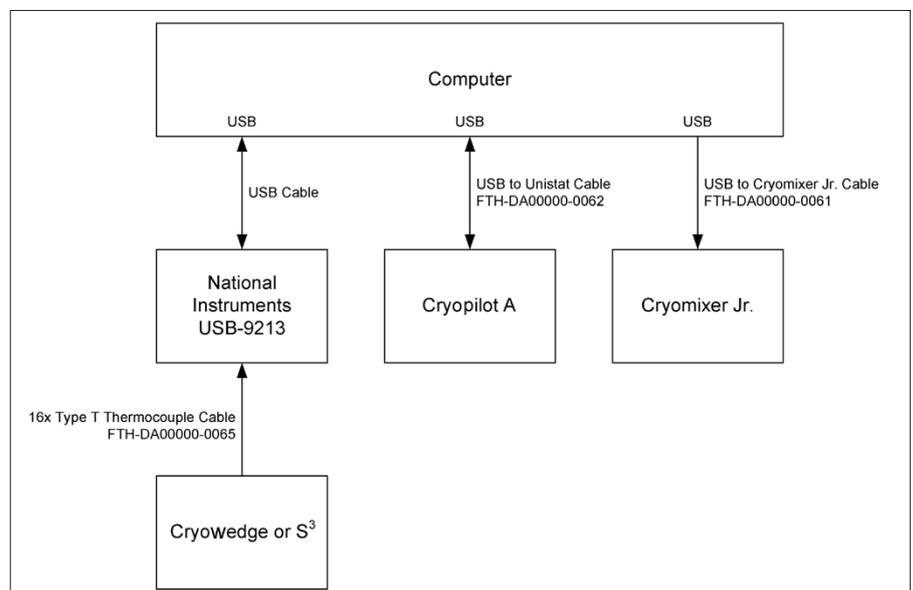 Computer
USB
USB
USB
USB Cable
USB to Unistat Cable
FTH-DA00000-0062
USB to Cryomixer Jr. Cable
FTH-DA00000-0061
National
Instruments
USB-9213
Cryopilot A
Cryomixer Jr.
16x Type T Thermocouple Cable
FTH-DA00000-0065
Cryowedge or S³